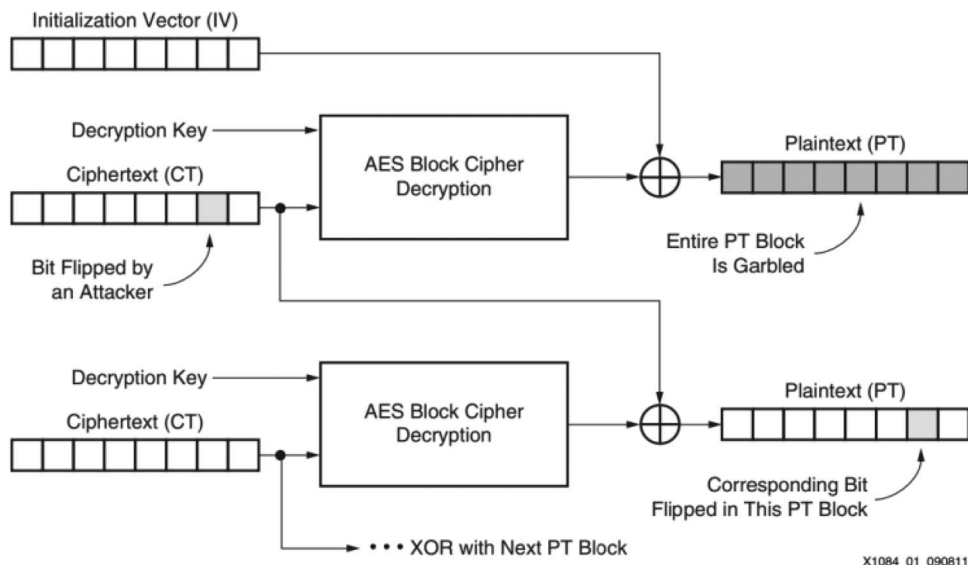 Initialization Vector (IV)
Decryption Key
AES Block Cipher
Decryption
Plaintext (PT)
Ciphertext (CT)
Entire PT Block
Is Garbled
Bit Flipped by
an Attacker
Decryption Key
AES Block Cipher
Decryption
Plaintext (PT)
Ciphertext (CT)
Corresponding Bit
Flipped in This PT Block
••• XOR with Next PT Block
X1084_01_090811